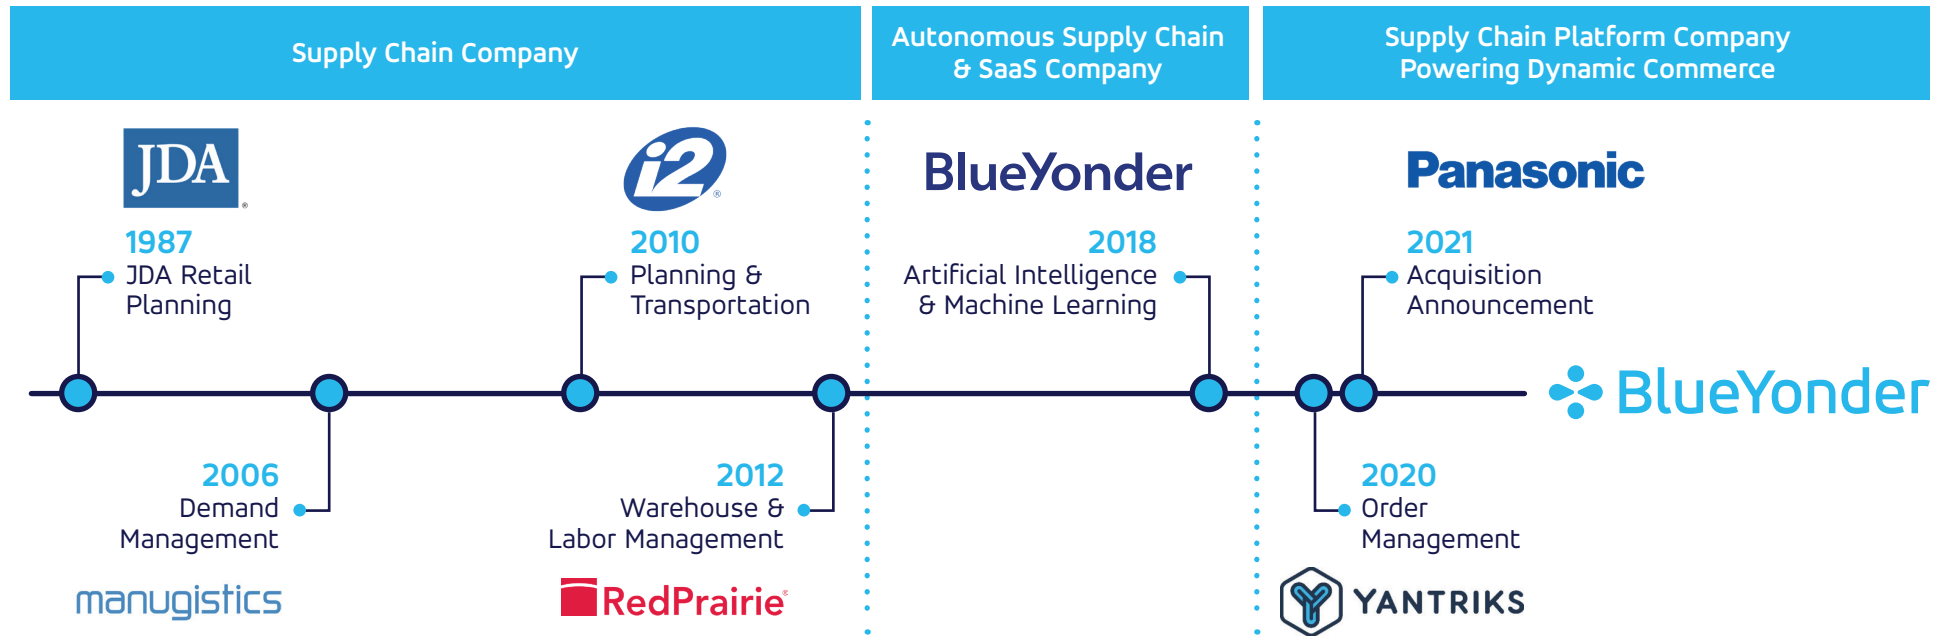 Supply Chain Company
Autonomous Supply Chain
& SaaS Company
Supply Chain Platform Company
Powering Dynamic Commerce
JDA®
1987
JDA Retail
Planning
i2®
2010
Planning &
Transportation
BlueYonder
2018
Artificial Intelligence
& Machine Learning
Panasonic
2021
Acquisition
Announcement
BlueYonder
2006
Demand
Management
manugistics
2012
Warehouse &
Labor Management
RedPrairie®
2020
Order
Management
YANTRIKS